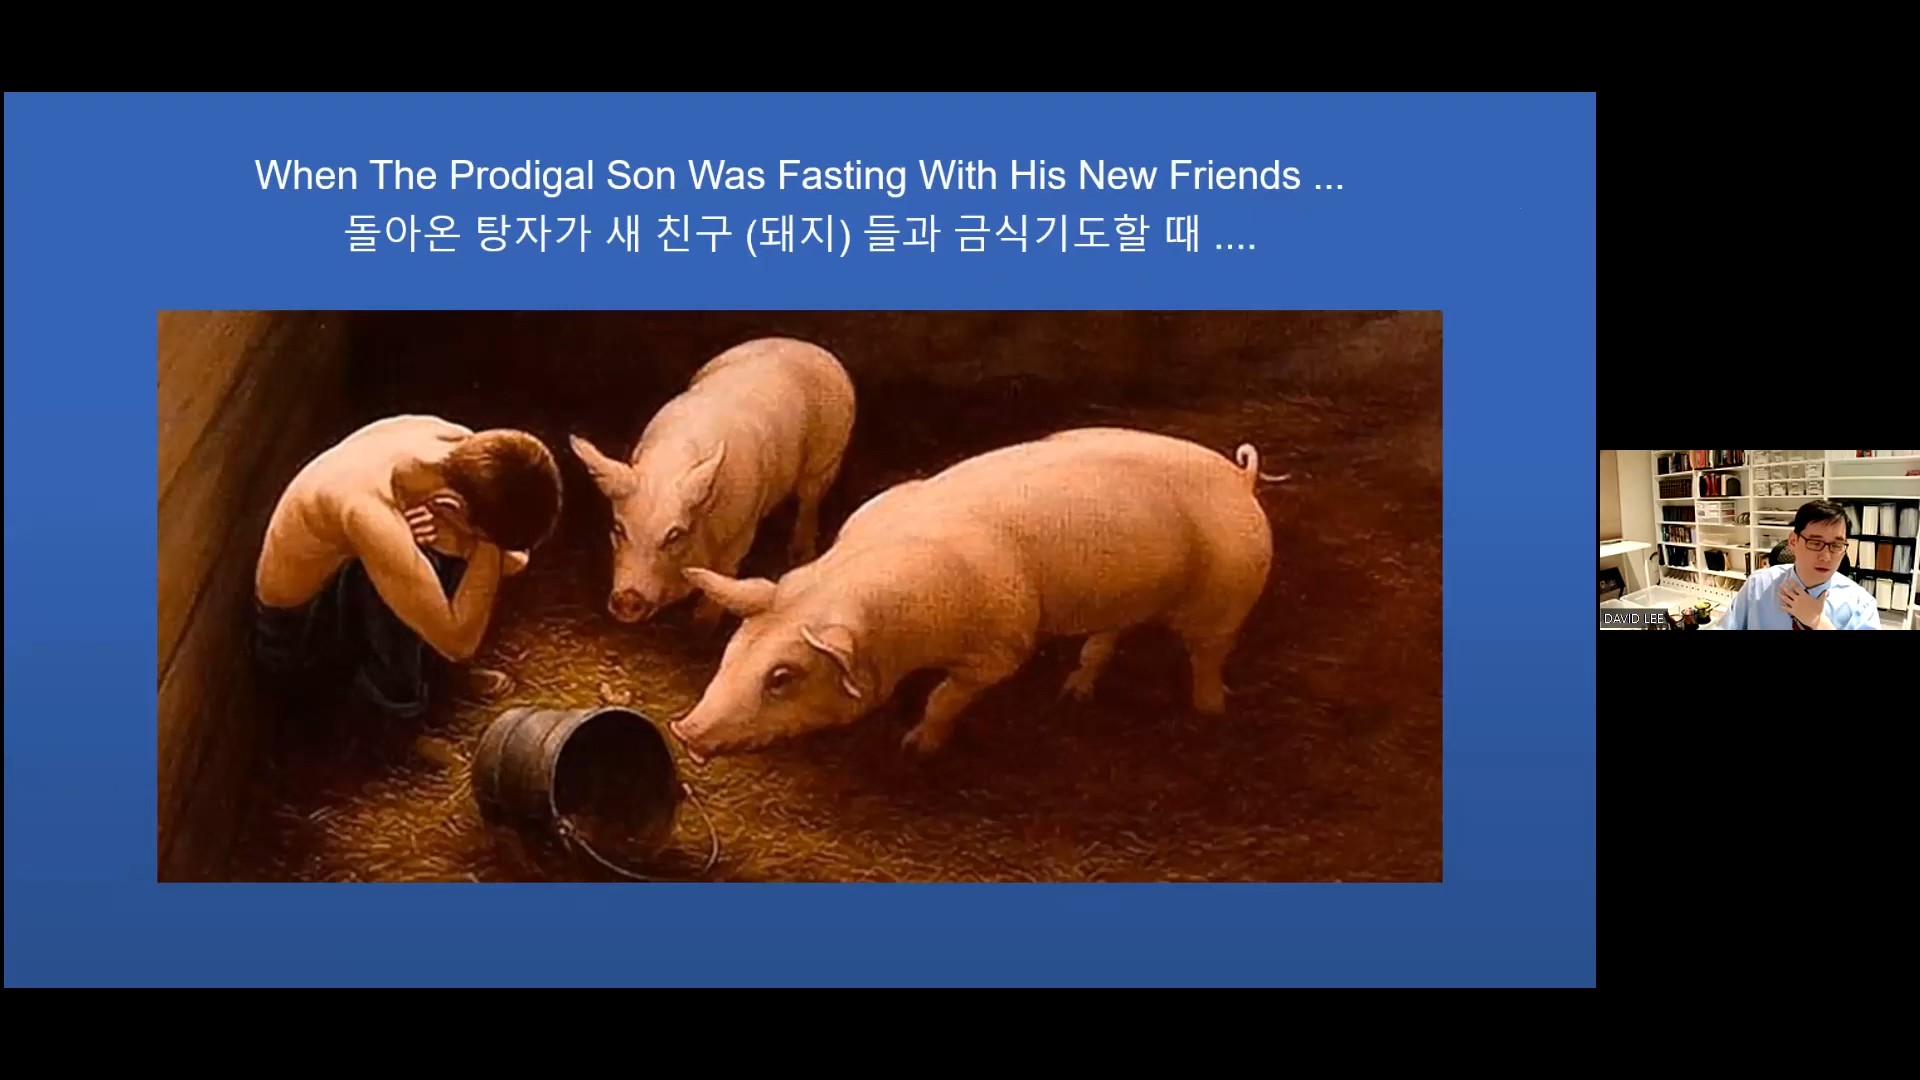 When The Prodigal Son Was Fasting With His New Friends ...
돌아온 탕자가 새 친구 (돼지) 들과 금식기도할 때 ....
DAVID LEE